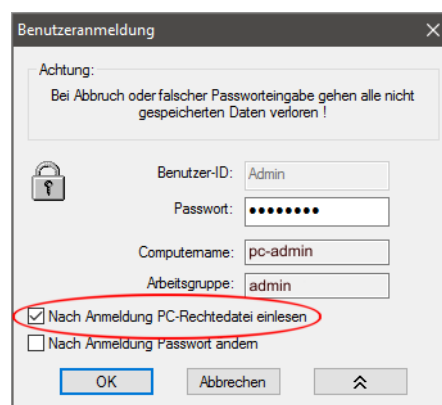 Benutzeranmeldung
Achtung:
Bei Abbruch oder falscher Passworteingabe gehen alle nicht
gespeicherten Daten verloren !
Benutzer-ID: Admin
Passwort: ●●●●●●●●
Computername: pc-admin
Arbeitsgruppe: admin
Nach Anmeldung PC-Rechtedatei einlesen
Nach Anmeldung Passwort ändern
OK Abbrechen